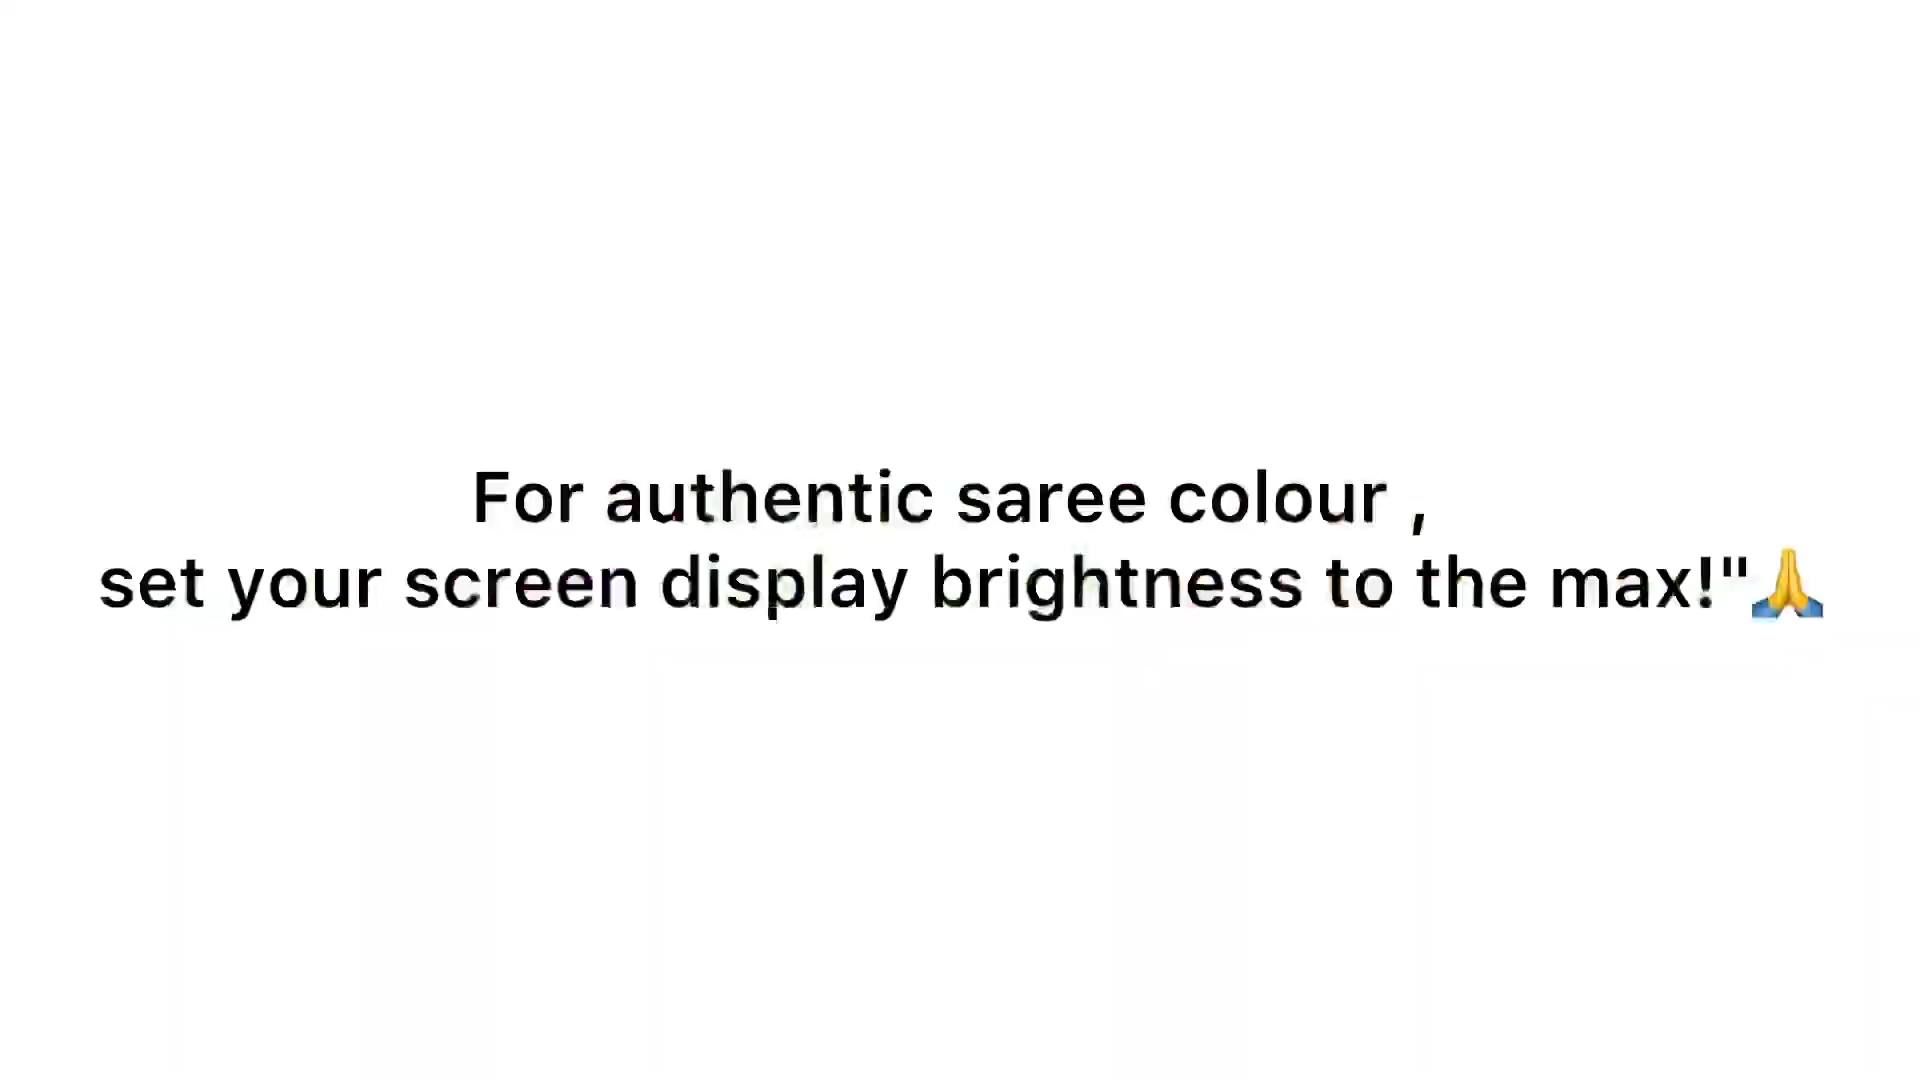 For authentic saree colour ,
set your screen display brightness to the max!"🙏